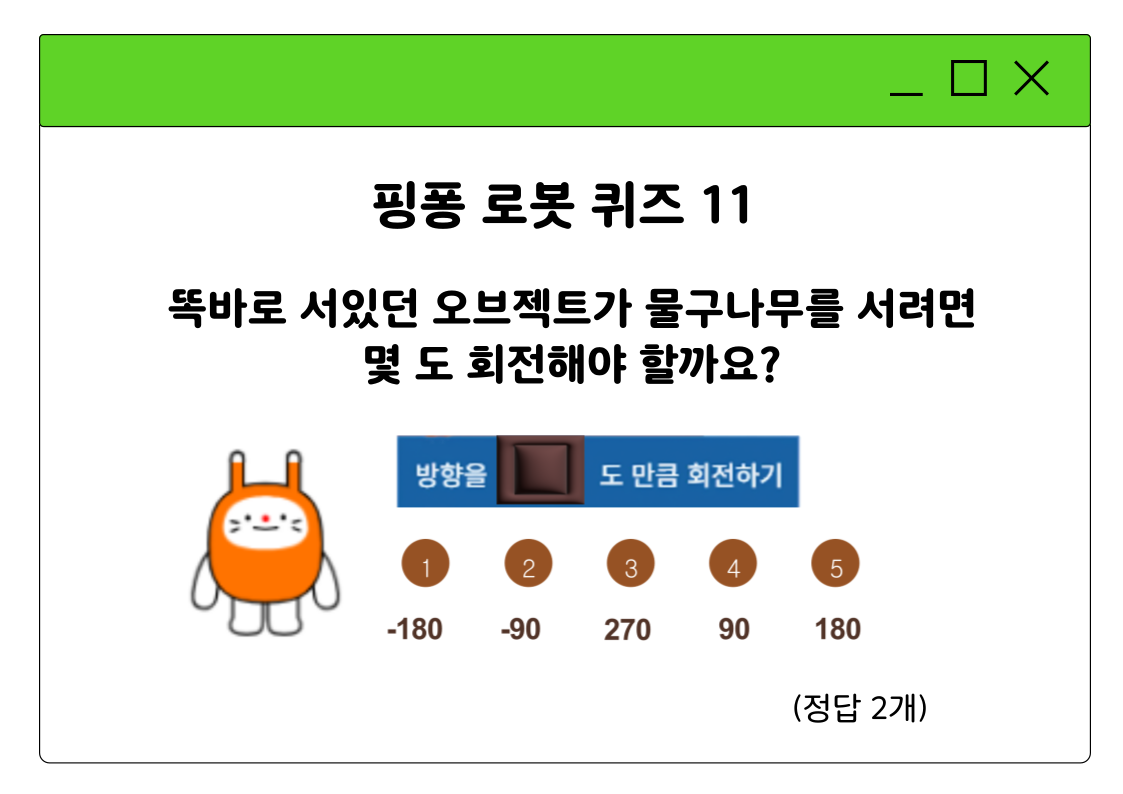 핑퐁 로봇 퀴즈 11
똑바로 서있던 오브젝트가 물구나무를 서려면
몇 도 회전해야 할까요?
방향을 도 만큼 회전하기
1 2 3 4 5
-180 -90 270 90 180
(정답 2개)